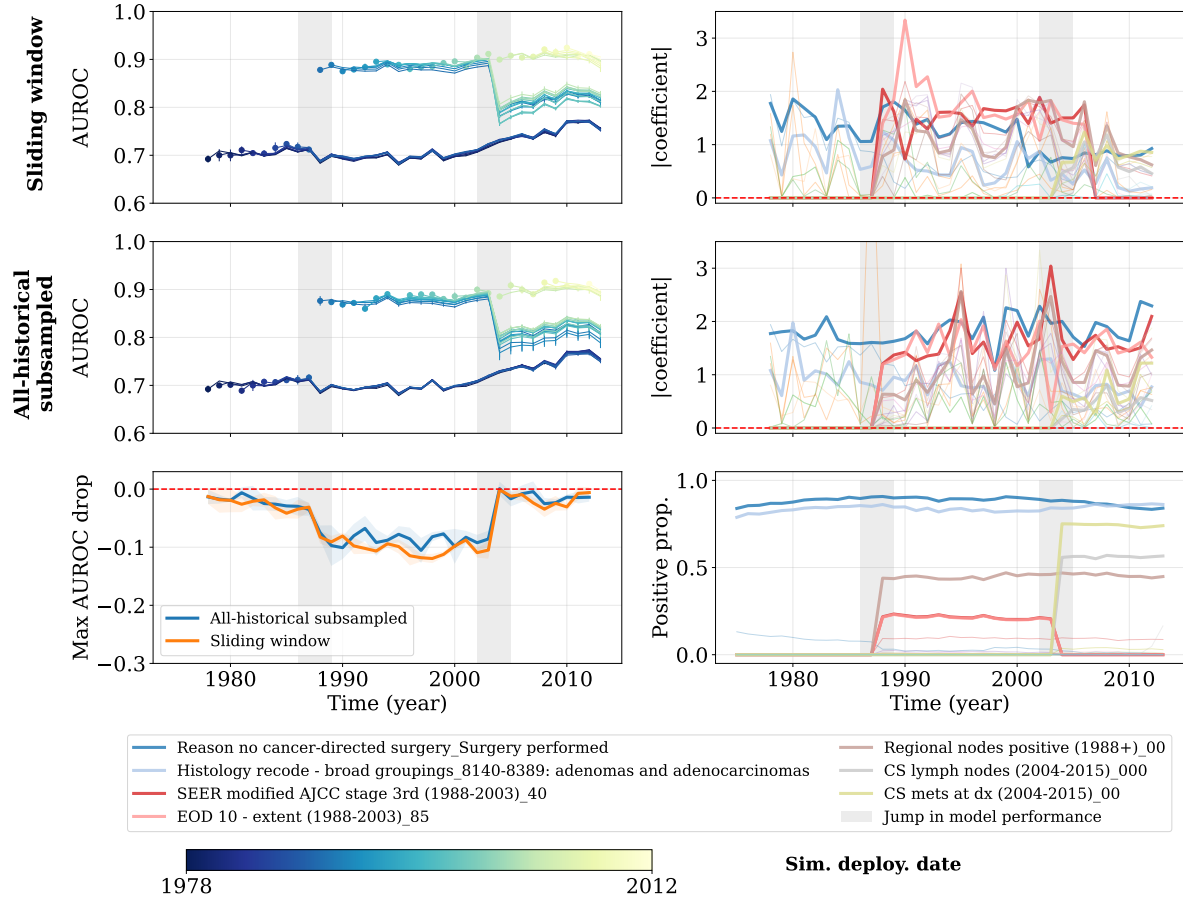 Sliding window
AUROC
1.0
0.9
0.8
0.7
0.6
|coefficient|
3
2
1
0
All-historical
subsampled
AUROC
1.0
0.9
0.8
0.7
0.6
|coefficient|
3
2
1
0
Max AUROC drop
0.0
−0.1
−0.2
−0.3
All-historical subsampled
Sliding window
1980 1990 2000 2010
Time (year)
Positive prop.
1.0
0.5
0.0
1980 1990 2000 2010
Time (year)
Reason no cancer-directed surgery_Surgery performed
Histology recode - broad groupings_8140-8389: adenomas and adenocarcinomas
SEER modified AJCC stage 3rd (1988-2003)_40
EOD 10 - extent (1988-2003)_85
Regional nodes positive (1988+)_00
CS lymph nodes (2004-2015)_000
CS mets at dx (2004-2015)_00
Jump in model performance
1978 2012
Sim. deploy. date